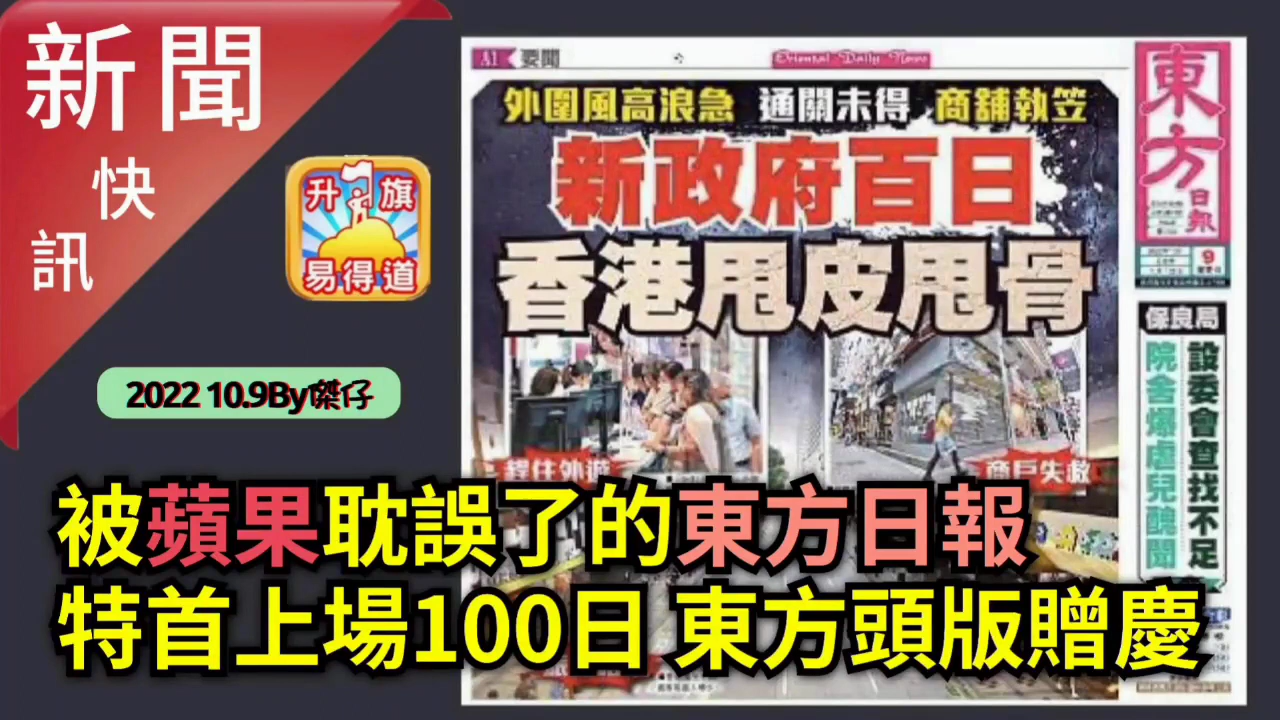 新聞
快
訊
升旗
易得道
2022 10.9By傑仔
A1 要聞
Oriental Daily News
外圍風高浪急 通關未得 商舖執笠
新政府百日
香港甩皮甩骨
趕住外遊
商戶失救
東方日報
9
保良局
設委會查找不足
院舍爆虐兒醜聞
被蘋果耽誤了的東方日報
特首上場100日 東方頭版贈慶